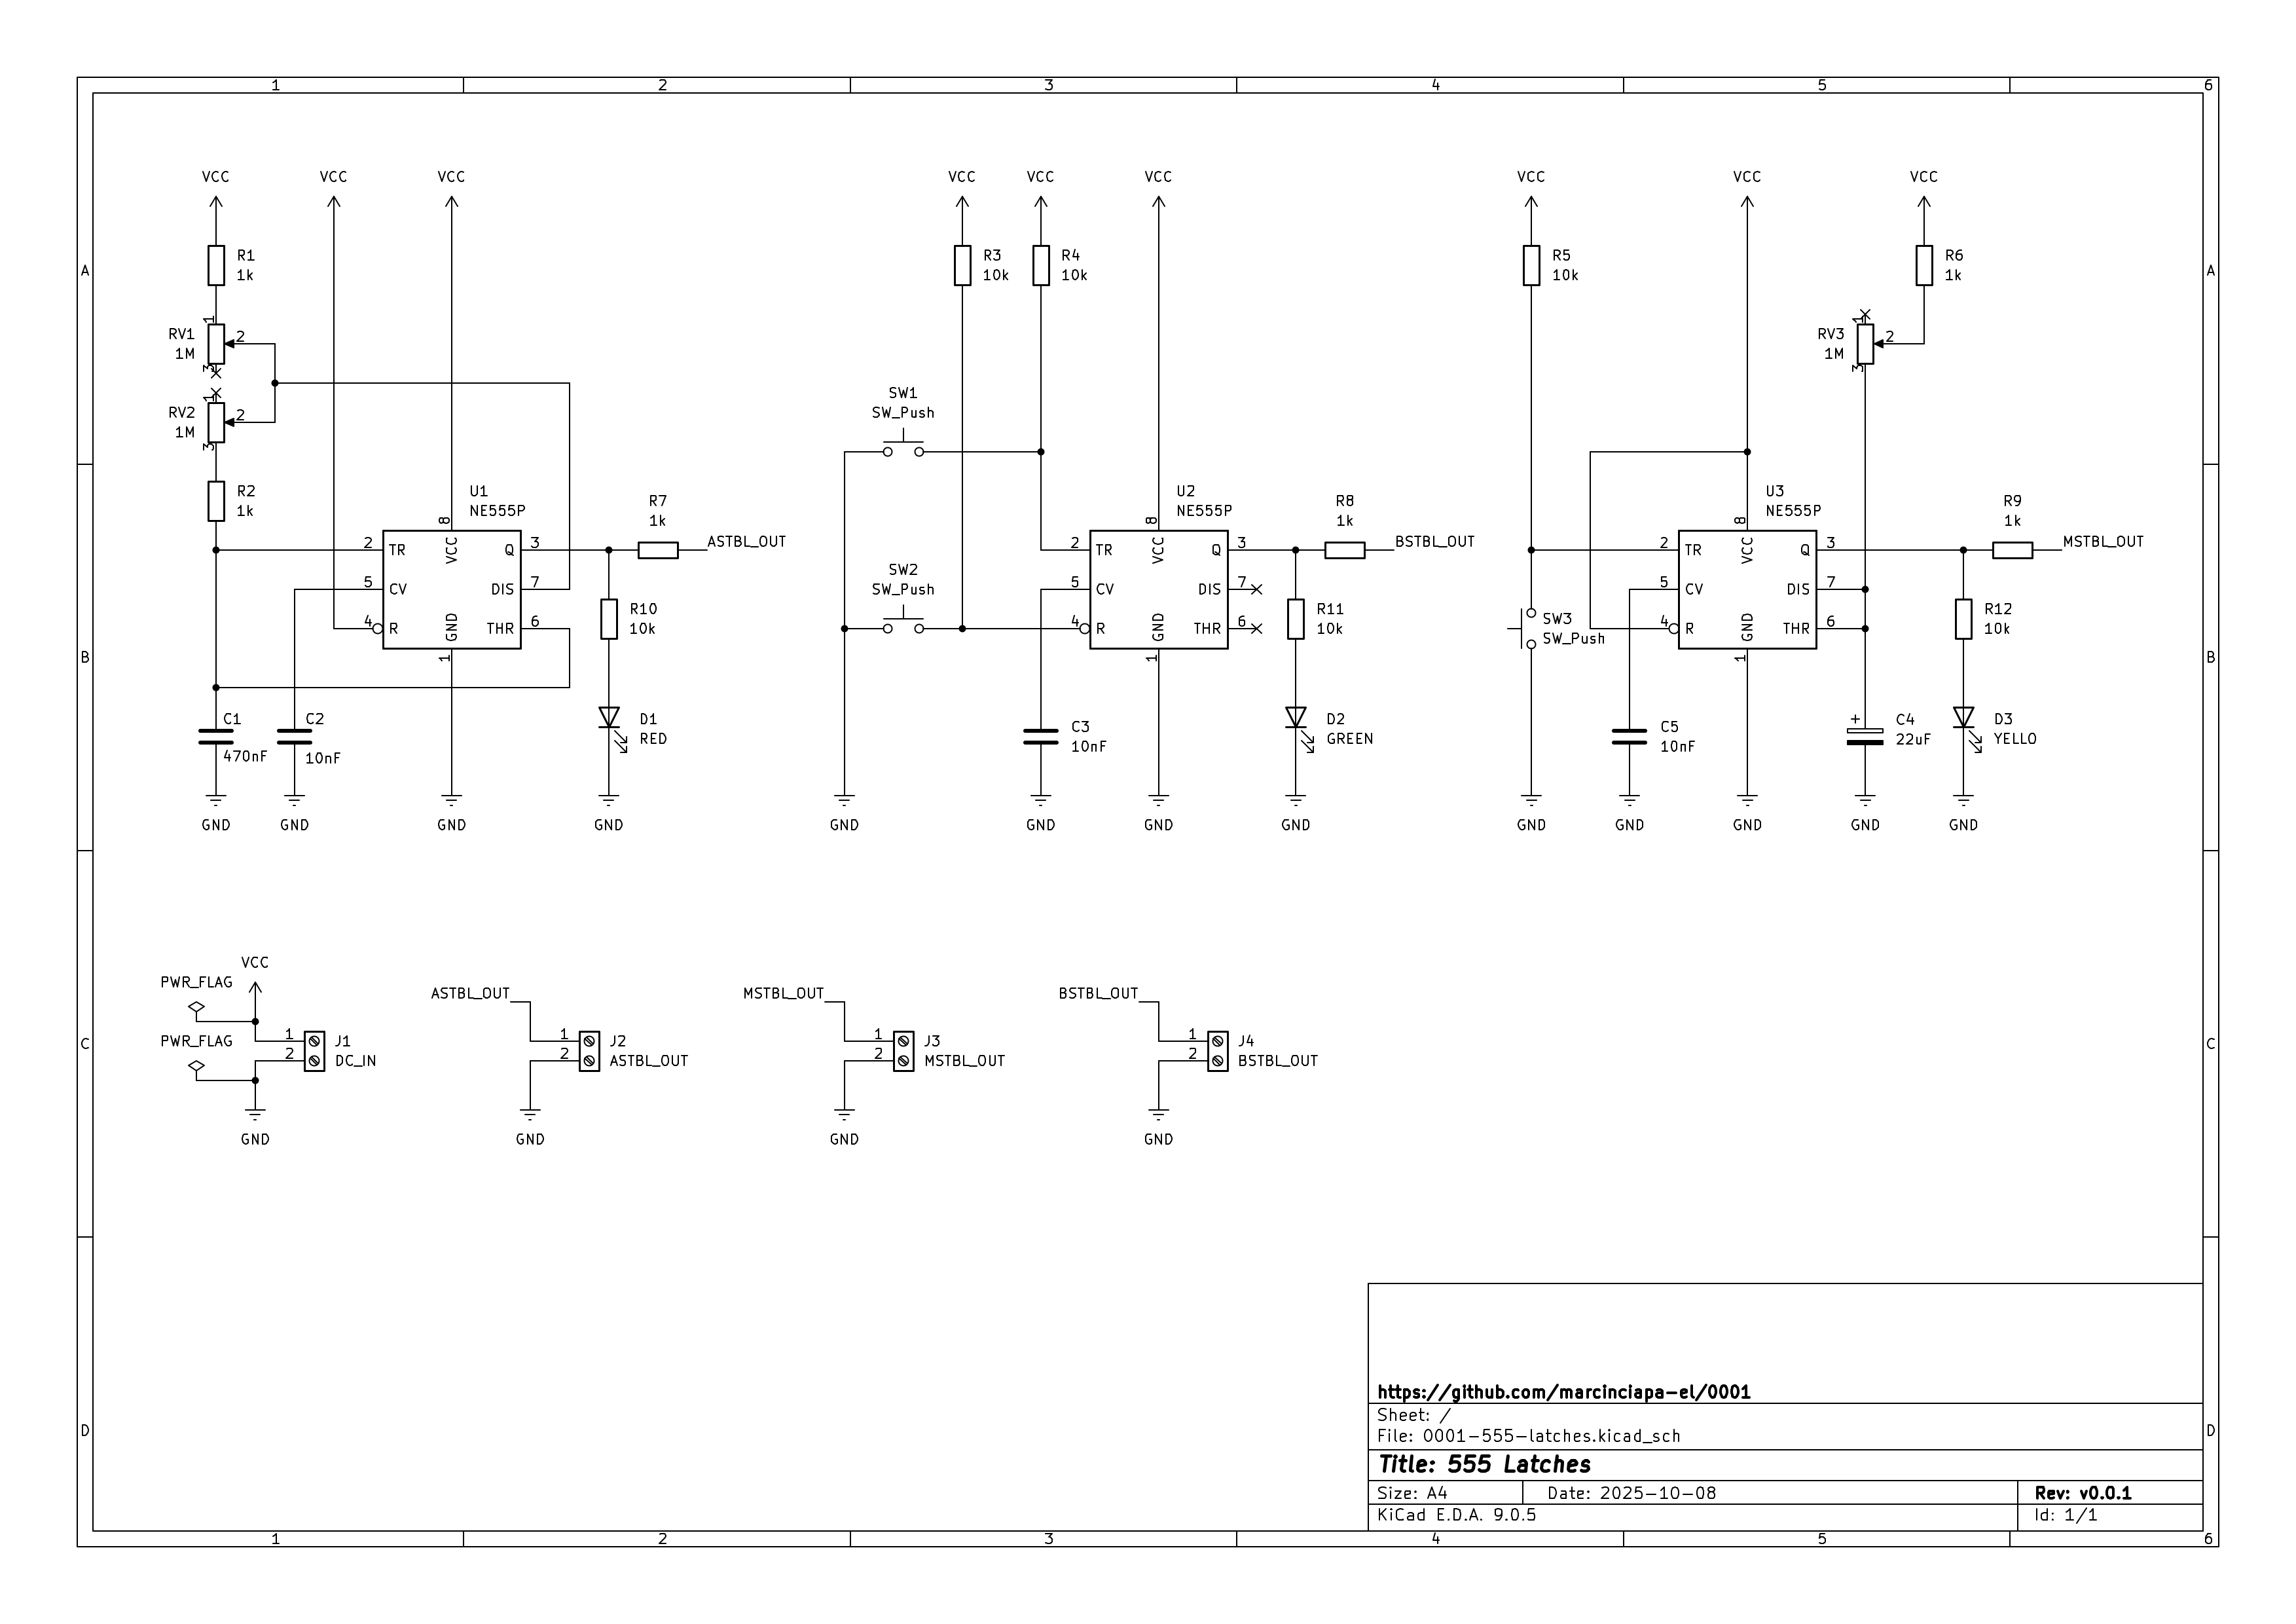 1 2 3 4 5 6
VCC VCC VCC VCC VCC VCC VCC VCC VCC
A A
R1
1k
R3
10k
R4
10k
R5
10k
R6
1k
RV1
1M
1
2
3
RV2
1M
1
2
3
RV3
1M
1
2
3
SW1
SW_Push
R2
1k
U1
NE555P
8
2 TR VCC Q 3
5 CV DIS 7
4 R GND THR 6
1
R7
1k
ASTBL_OUT
R10
10k
SW2
SW_Push
U2
NE555P
8
2 TR VCC Q 3
5 CV DIS 7
4 R GND THR 6
1
R8
1k
BSTBL_OUT
R11
10k
SW3
SW_Push
U3
NE555P
8
2 TR VCC Q 3
5 CV DIS 7
4 R GND THR 6
1
R9
1k
MSTBL_OUT
R12
10k
B B
C1
470nF
C2
10nF
D1
RED
C3
10nF
D2
GREEN
C5
10nF
+
C4
22uF
D3
YELLO
GND GND GND GND GND GND GND GND GND GND GND GND GND
VCC
PWR_FLAG
PWR_FLAG
1
2
J1
DC_IN
GND
ASTBL_OUT
1
2
J2
ASTBL_OUT
GND
MSTBL_OUT
1
2
J3
MSTBL_OUT
GND
BSTBL_OUT
1
2
J4
BSTBL_OUT
GND
C C
https://github.com/marcinciapa-el/0001
Sheet: /
File: 0001-555-latches.kicad_sch
D D
Title: 555 Latches
Size: A4 Date: 2025-10-08 Rev: v0.0.1
KiCad E.D.A. 9.0.5 Id: 1/1
1 2 3 4 5 6